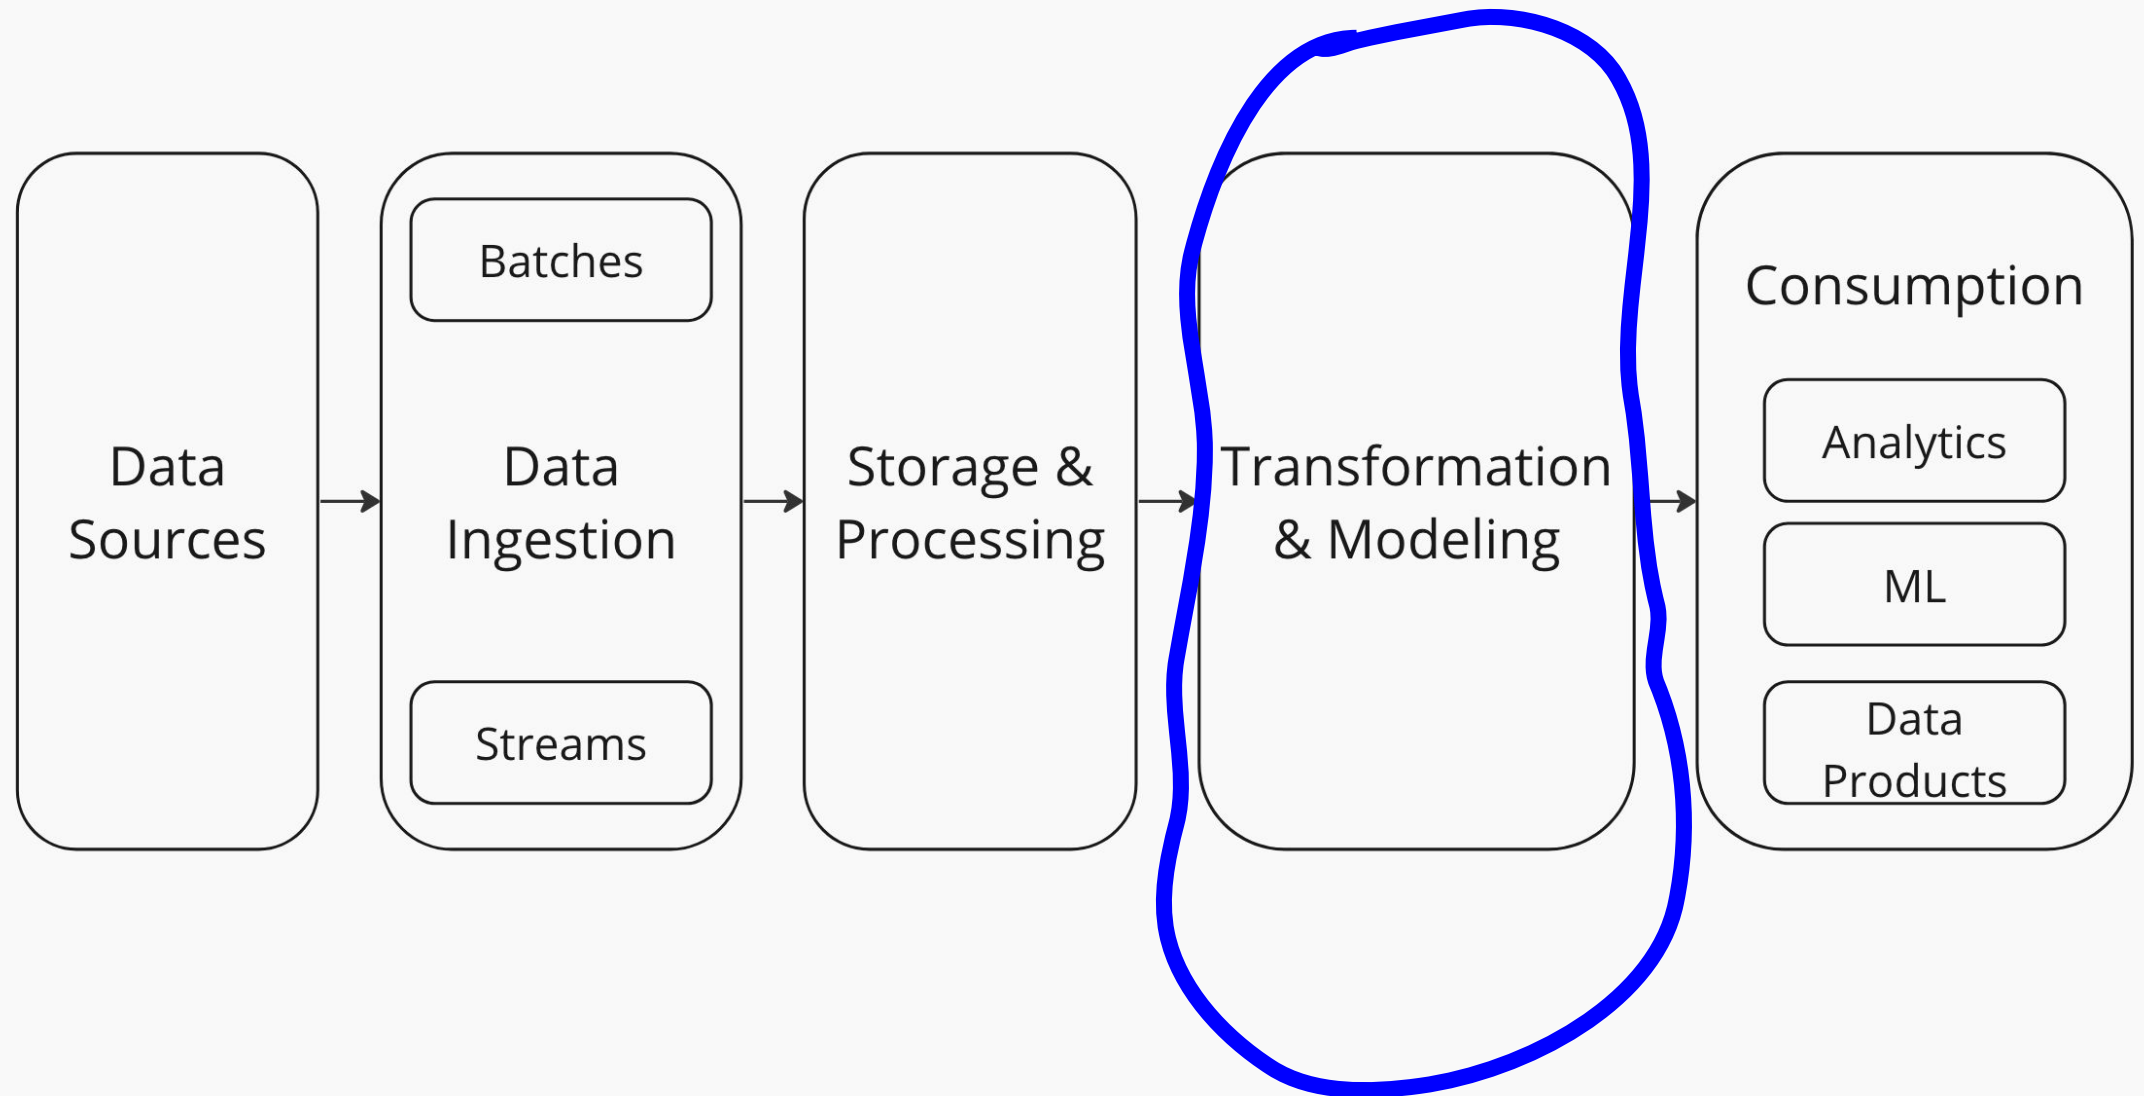 Data
Sources
Batches
Data
Ingestion
Streams
Storage &
Processing
Transformation
& Modeling
Consumption
Analytics
ML
Data
Products